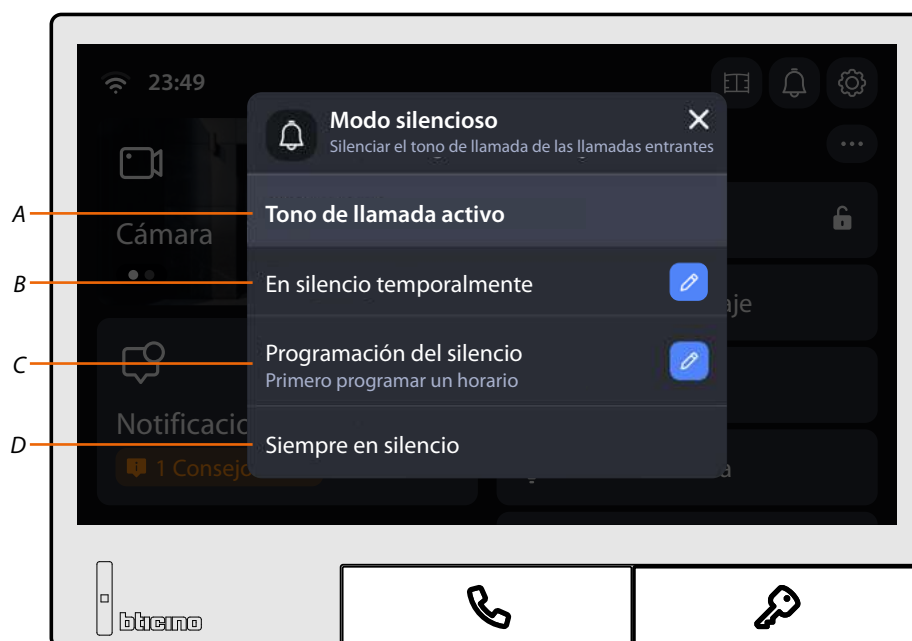 23:49
Modo silencioso
Silenciar el tono de llamada de las llamadas entrantes
A
Tono de llamada activo
Cámara
B
En silencio temporalmente
aje
C
Programación del silencio
Primero programar un horario
Notificacio
D
Siempre en silencio
1 Consejo
a
bticino